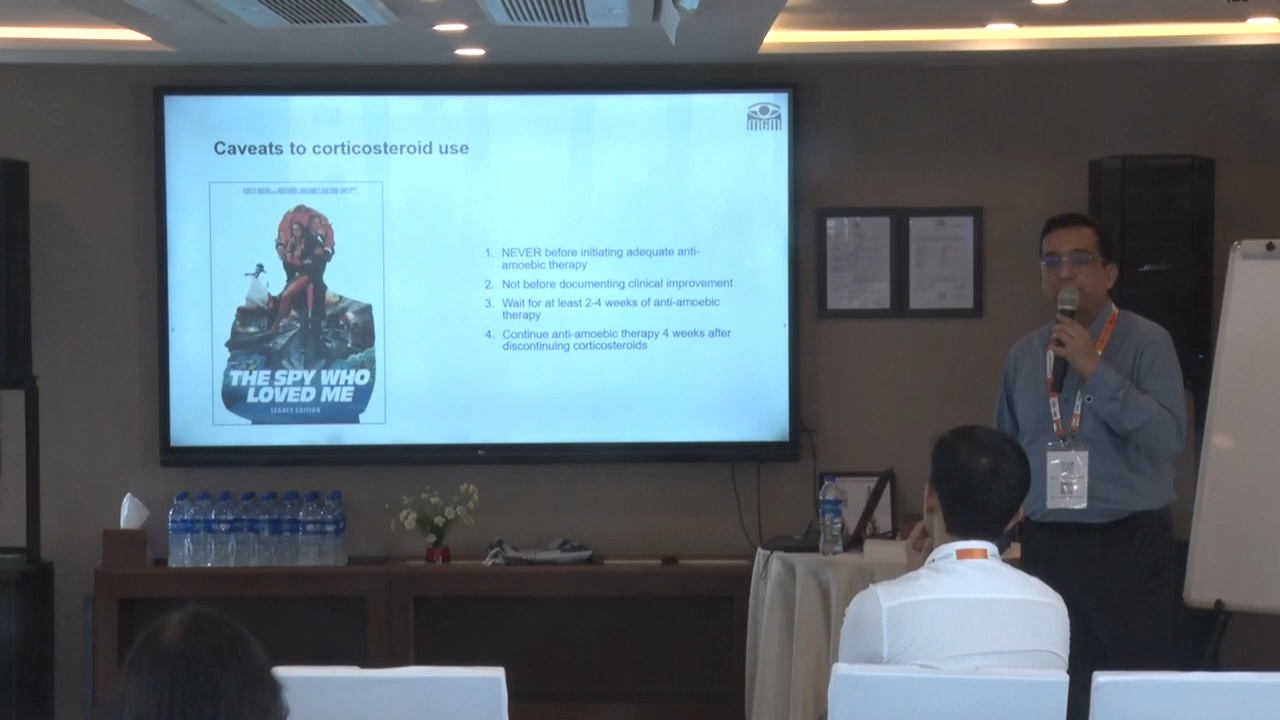 Caveats to corticosteroid use
THE SPY WHO
LOVED ME
LEGACY EDITION
1. NEVER before initiating adequate anti-
amoebic therapy
2. Not before documenting clinical improvement
3. Wait for at least 2-4 weeks of anti-amoebic
therapy
4. Continue anti-amoebic therapy 4 weeks after
discontinuing corticosteroids